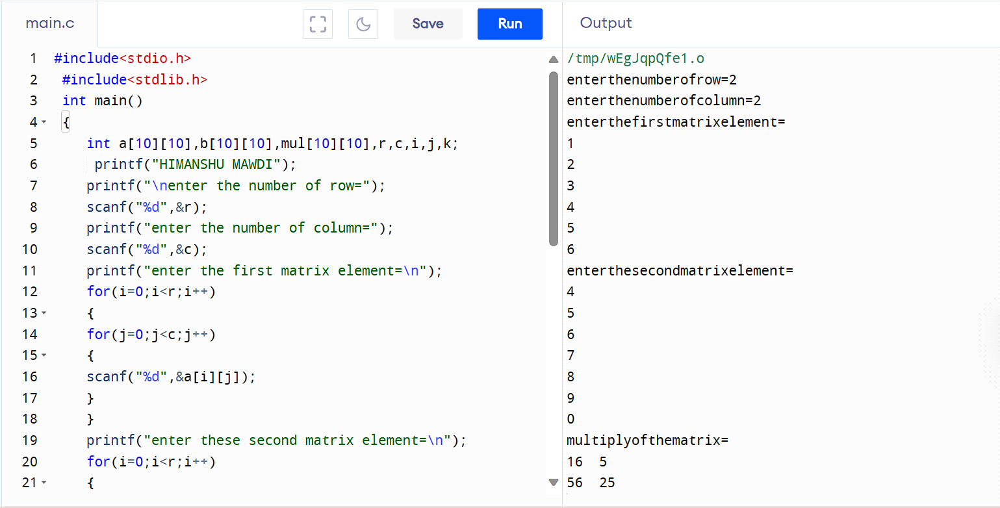 main.c
Save
Run
Output
1 #include<stdio.h>
2 #include<stdlib.h>
3 int main()
4 {
5 int a[10][10],b[10][10],mul[10][10],r,c,i,j,k;
6 printf("HIMANSHU MAWDI");
7 printf("\nenter the number of row=");
8 scanf("%d",&r);
9 printf("enter the number of column=");
10 scanf("%d",&c);
11 printf("enter the first matrix element=\n");
12 for(i=0;i<r;i++)
13 {
14 for(j=0;j<c;j++)
15 {
16 scanf("%d",&a[i][j]);
17 }
18 }
19 printf("enter these second matrix element=\n");
20 for(i=0;i<r;i++)
21 {
/tmp/wEgJqpQfe1.o
enterthenumberofrow=2
enterthenumberofcolumn=2
enterthefirstmatrixelement=
1
2
3
4
5
6
enterthesecondmatrixelement=
4
5
6
7
8
9
0
multiplyofthematrix=
16 5
56 25